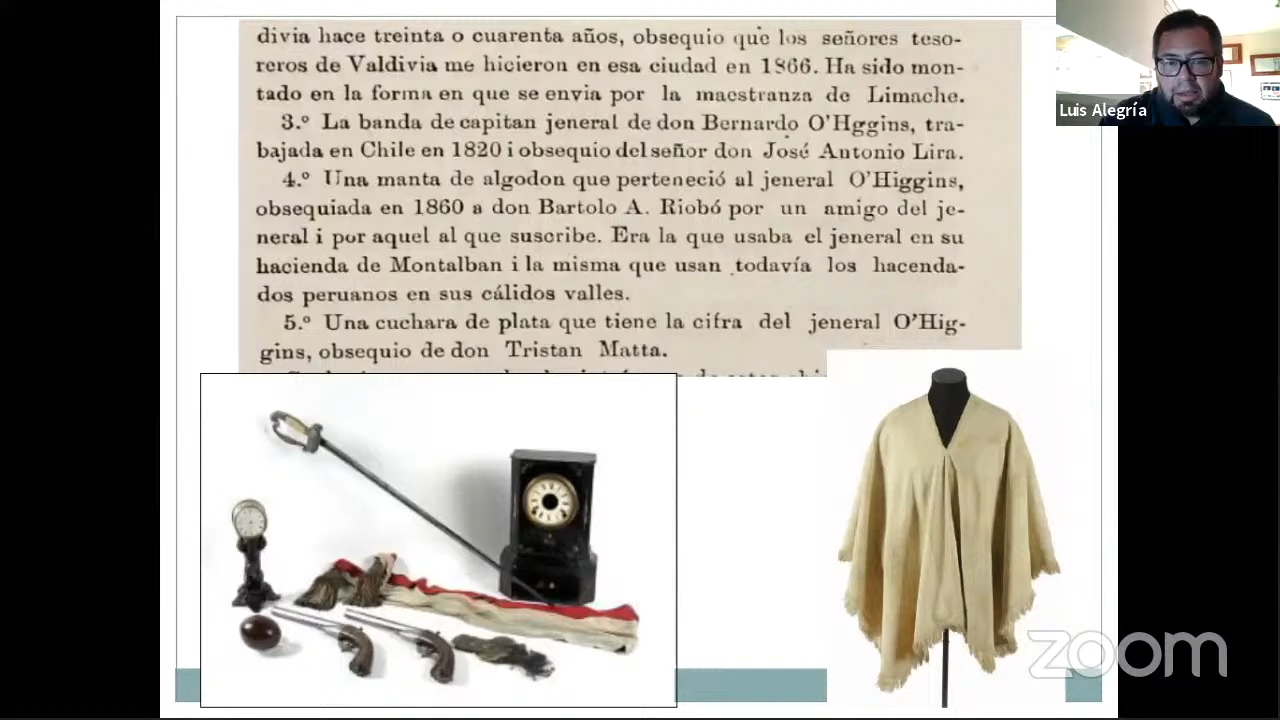 divia hace treinta o cuarenta años, obsequio que los señores teso-
reros de Valdivia me hicieron en esa ciudad en 1866. Ha sido mon-
tado en la forma en que se envia por la maestranza de Limache.
3.º La banda de capitan jeneral de don Bernardo O'Hggins, tra-
bajada en Chile en 1820 i obsequio del señor don José Antonio Lira.
4.º Una manta de algodon que perteneció al jeneral O'Higgins,
obsequiada en 1860 a don Bartolo A. Riobó por un amigo del je-
neral i por aquel al que suscribe. Era la que usaba el jeneral en su
hacienda de Montalban i la misma que usan todavía los hacenda-
dos peruanos en sus cálidos valles.
5.º Una cuchara de plata que tiene la cifra del jeneral O'Hig-
gins, obsequio de don Tristan Matta.
Luis Alegría
zoom